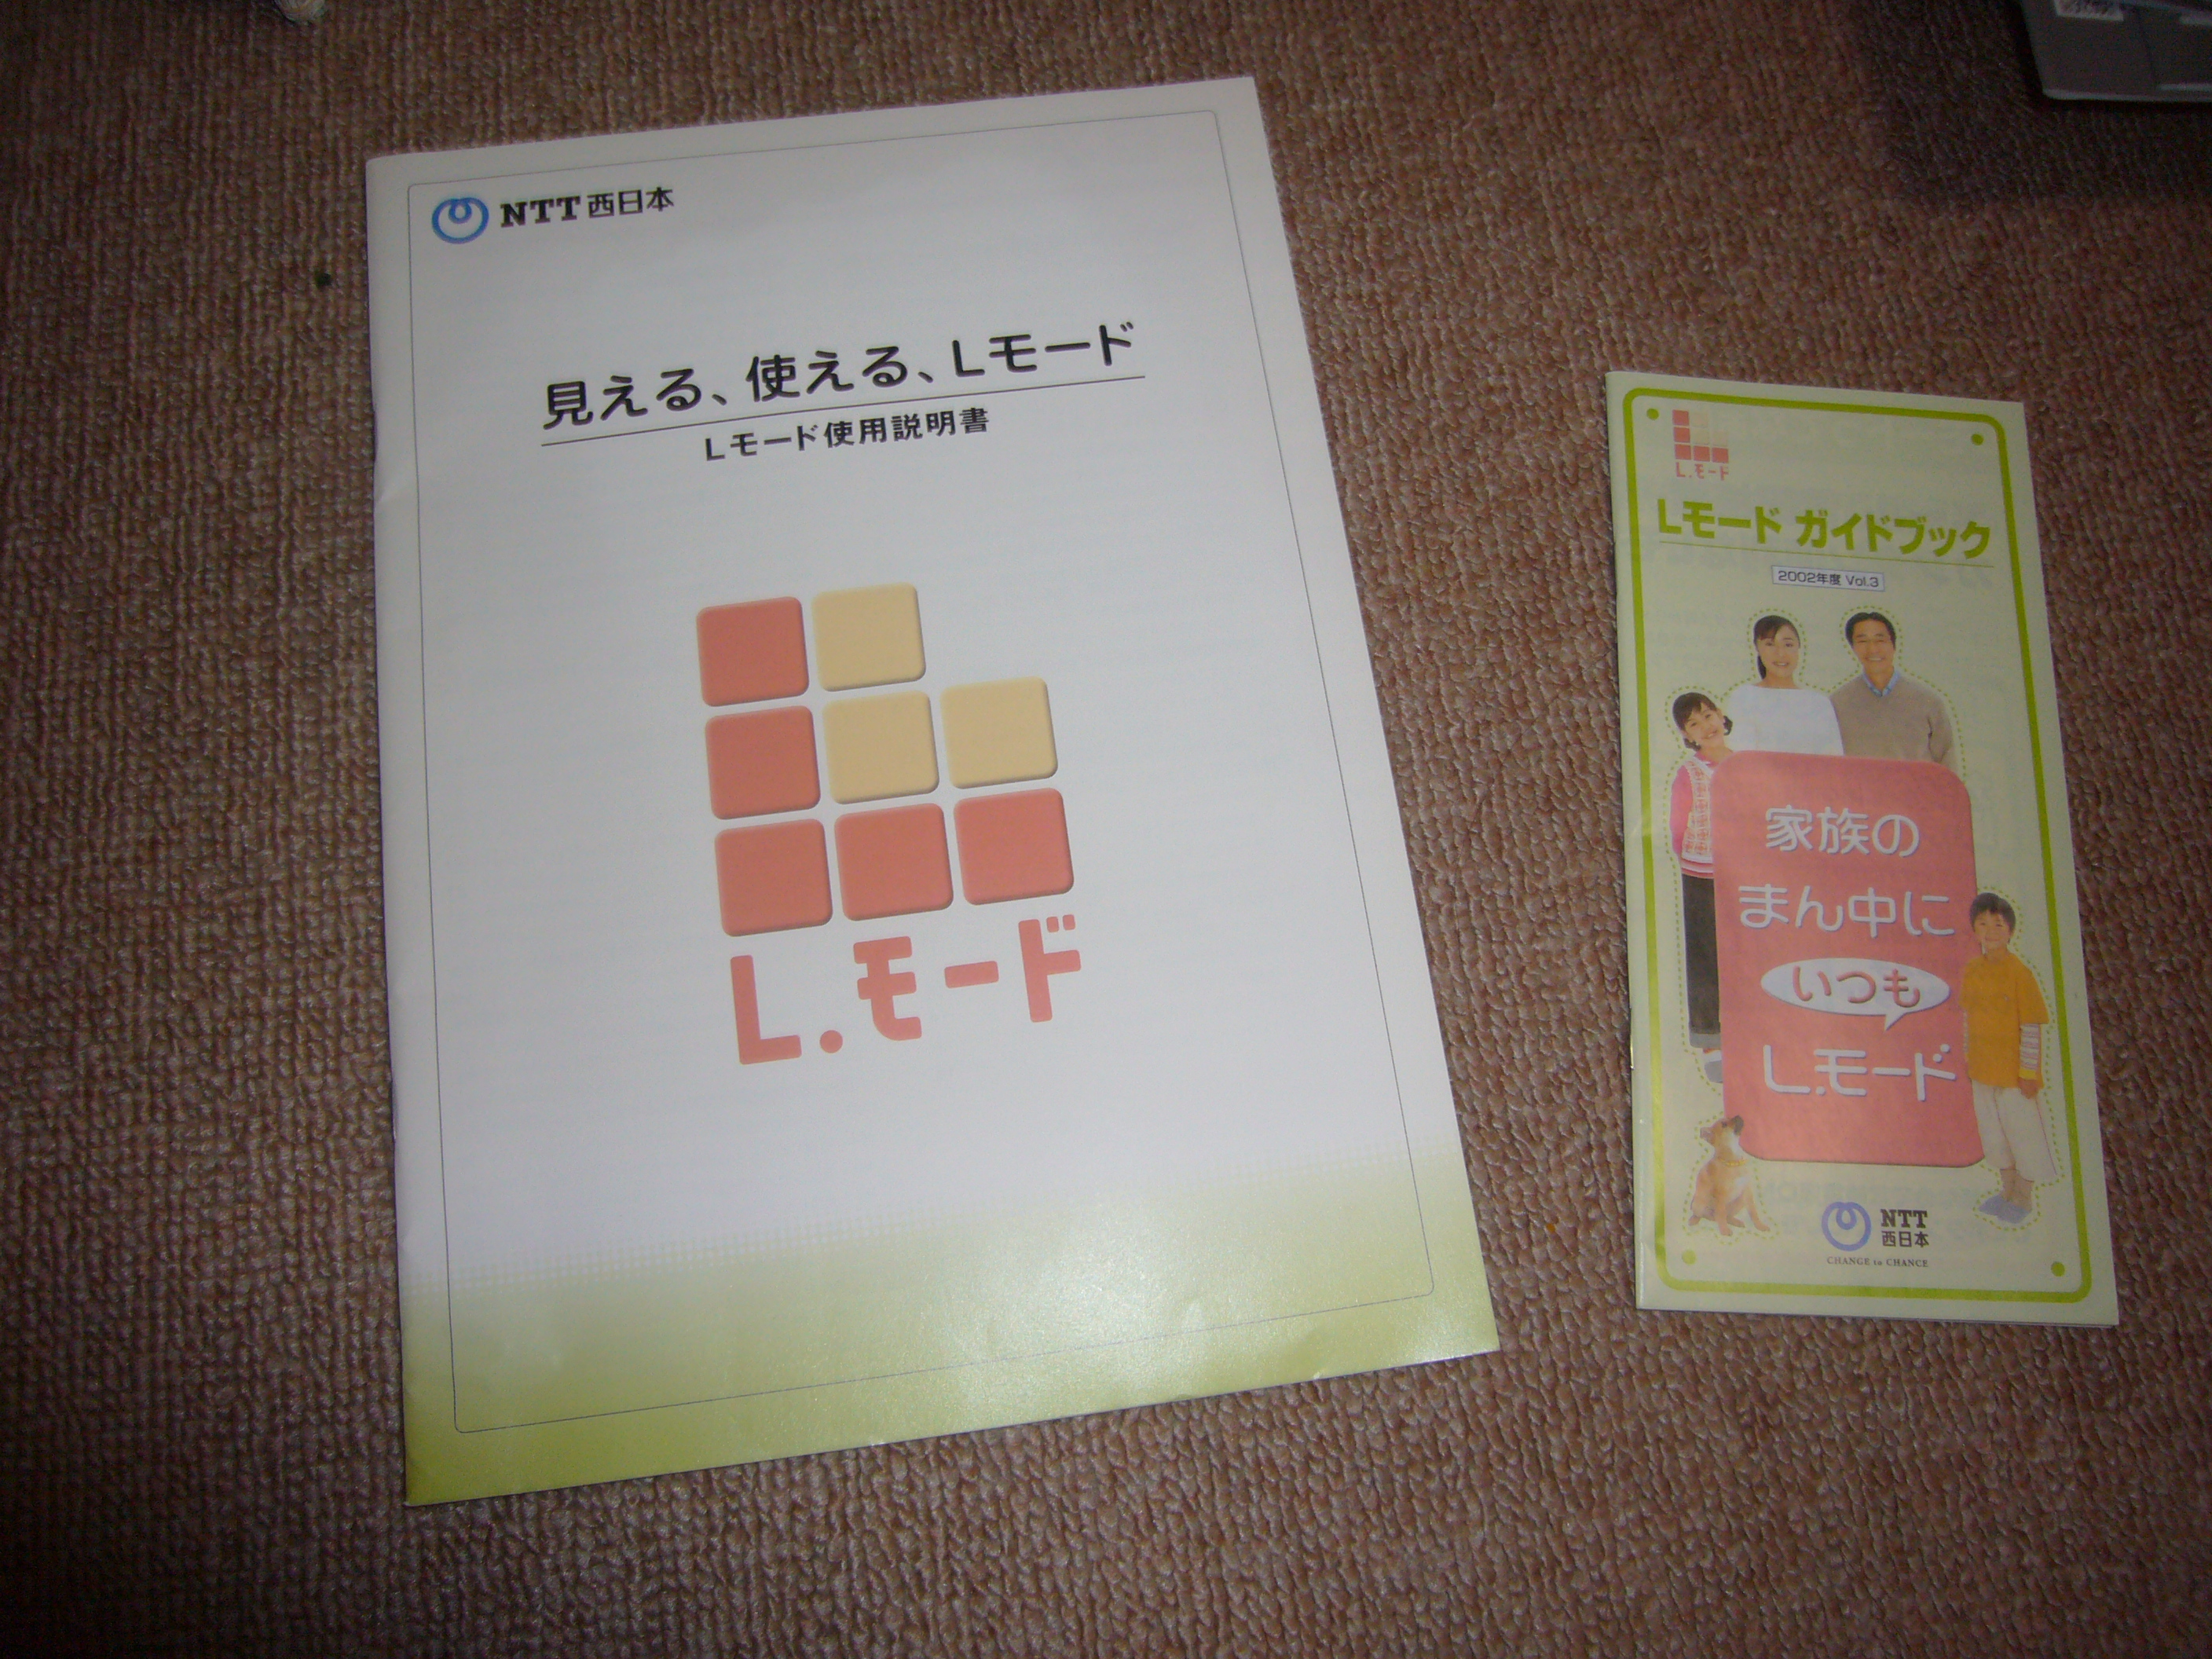 NTT西日本
見える、使える、Lモード
Lモード使用説明書
L.モード
L.モード
Lモード ガイドブック
2002年度 Vol.3
家族の
まん中に
いつも
L.モード
NTT
西日本
CHANGE to CHANCE